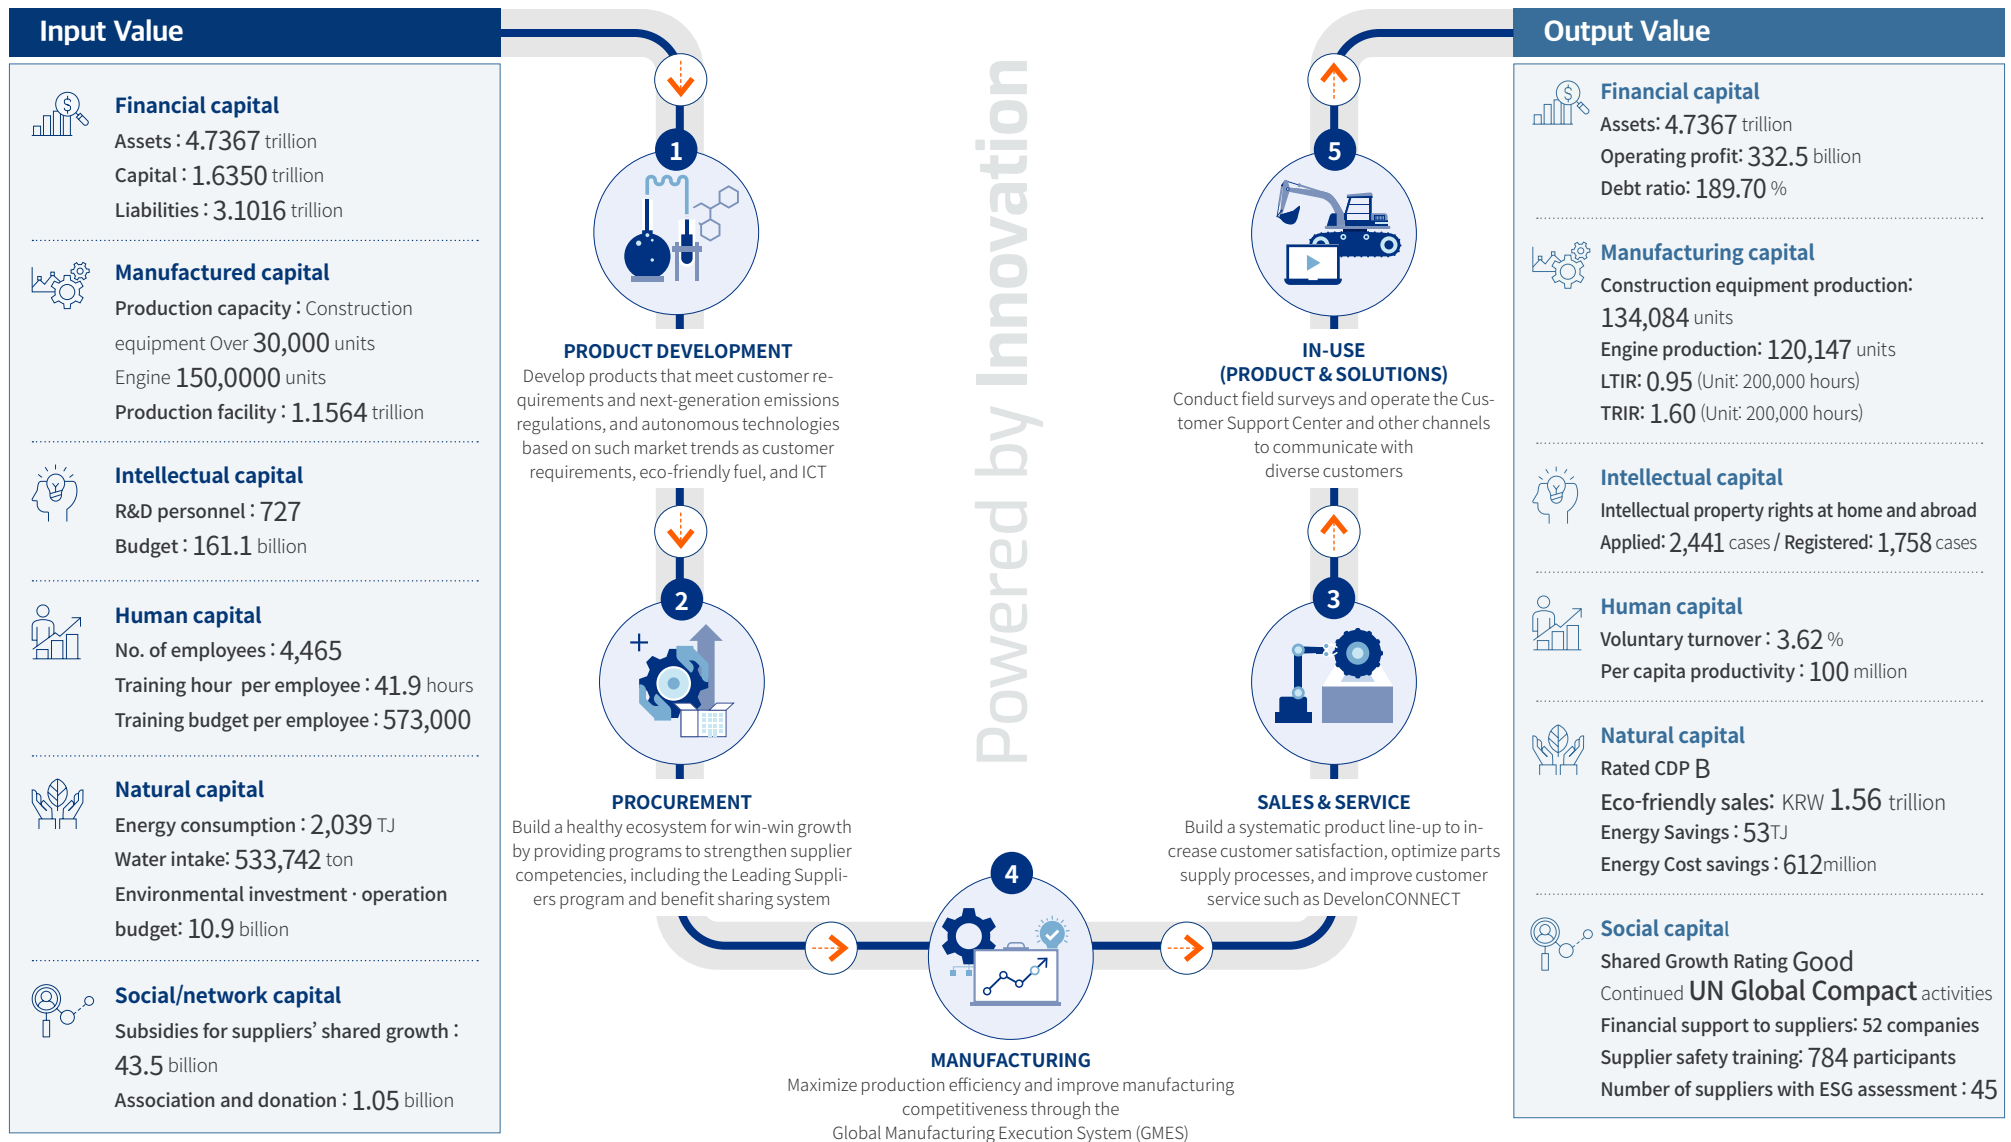 Input Value
Financial capital
Assets : 4.7367 trillion
Capital : 1.6350 trillion
Liabilities : 3.1016 trillion
Manufactured capital
Production capacity : Construction
equipment Over 30,000 units
Engine 150,0000 units
Production facility : 1.1564 trillion
Intellectual capital
R&D personnel : 727
Budget : 161.1 billion
Human capital
No. of employees : 4,465
Training hour per employee : 41.9 hours
Training budget per employee : 573,000
Natural capital
Energy consumption : 2,039 TJ
Water intake: 533,742 ton
Environmental investment · operation
budget: 10.9 billion
Social/network capital
Subsidies for suppliers’ shared growth :
43.5 billion
Association and donation : 1.05 billion
1
PRODUCT DEVELOPMENT
Develop products that meet customer re-
quirements and next-generation emissions
regulations, and autonomous technologies
based on such market trends as customer
requirements, eco-friendly fuel, and ICT
2
PROCUREMENT
Build a healthy ecosystem for win-win growth
by providing programs to strengthen supplier
competencies, including the Leading Suppli-
ers program and benefit sharing system
4
MANUFACTURING
Maximize production efficiency and improve manufacturing
competitiveness through the
Global Manufacturing Execution System (GMES)
Powered by Innovation
5
IN-USE
(PRODUCT & SOLUTIONS)
Conduct field surveys and operate the Cus-
tomer Support Center and other channels
to communicate with
diverse customers
3
SALES & SERVICE
Build a systematic product line-up to in-
crease customer satisfaction, optimize parts
supply processes, and improve customer
service such as DevelonCONNECT
Output Value
Financial capital
Assets: 4.7367 trillion
Operating profit: 332.5 billion
Debt ratio: 189.70 %
Manufacturing capital
Construction equipment production:
134,084 units
Engine production: 120,147 units
LTIR: 0.95 (Unit: 200,000 hours)
TRIR: 1.60 (Unit: 200,000 hours)
Intellectual capital
Intellectual property rights at home and abroad
Applied: 2,441 cases / Registered: 1,758 cases
Human capital
Voluntary turnover : 3.62 %
Per capita productivity : 100 million
Natural capital
Rated CDP B
Eco-friendly sales: KRW 1.56 trillion
Energy Savings : 53TJ
Energy Cost savings : 612million
Social capital
Shared Growth Rating Good
Continued UN Global Compact activities
Financial support to suppliers: 52 companies
Supplier safety training: 784 participants
Number of suppliers with ESG assessment : 45